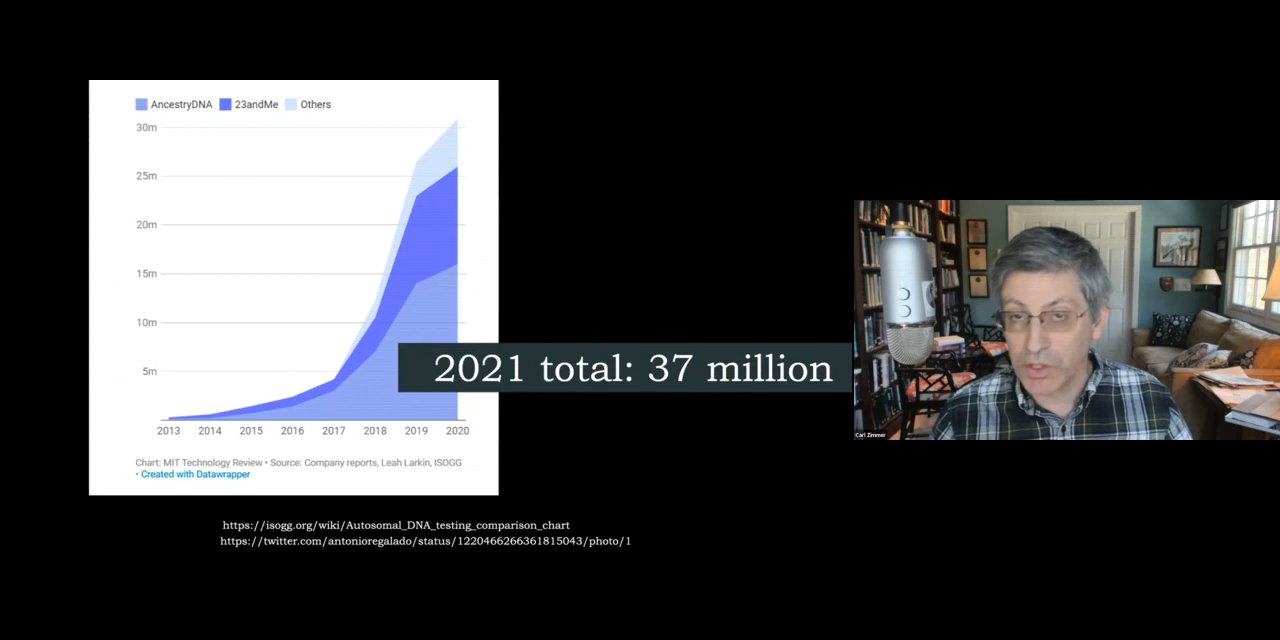 AncestryDNA 23andMe Others
30m
25m
20m
15m
10m
5m
2013 2014 2015 2016 2017 2018 2019 2020
2021 total: 37 million
Chart: MIT Technology Review • Source: Company reports, Leah Larkin, ISOGG
• Created with Datawrapper
https://isogg.org/wiki/Autosomal_DNA_testing_comparison_chart
https://twitter.com/antonioregalado/status/1220466266361815043/photo/1
Carl Zimmer